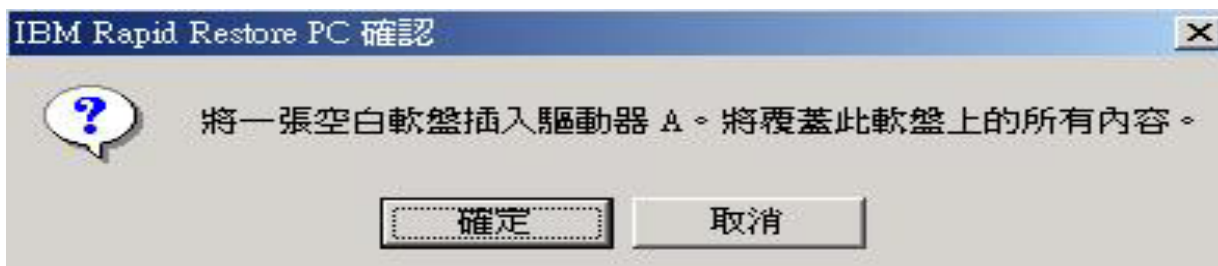 IBM Rapid Restore PC 確認
將一張空白軟盤插入驅動器 A。將覆蓋此軟盤上的所有內容。
確定
取消